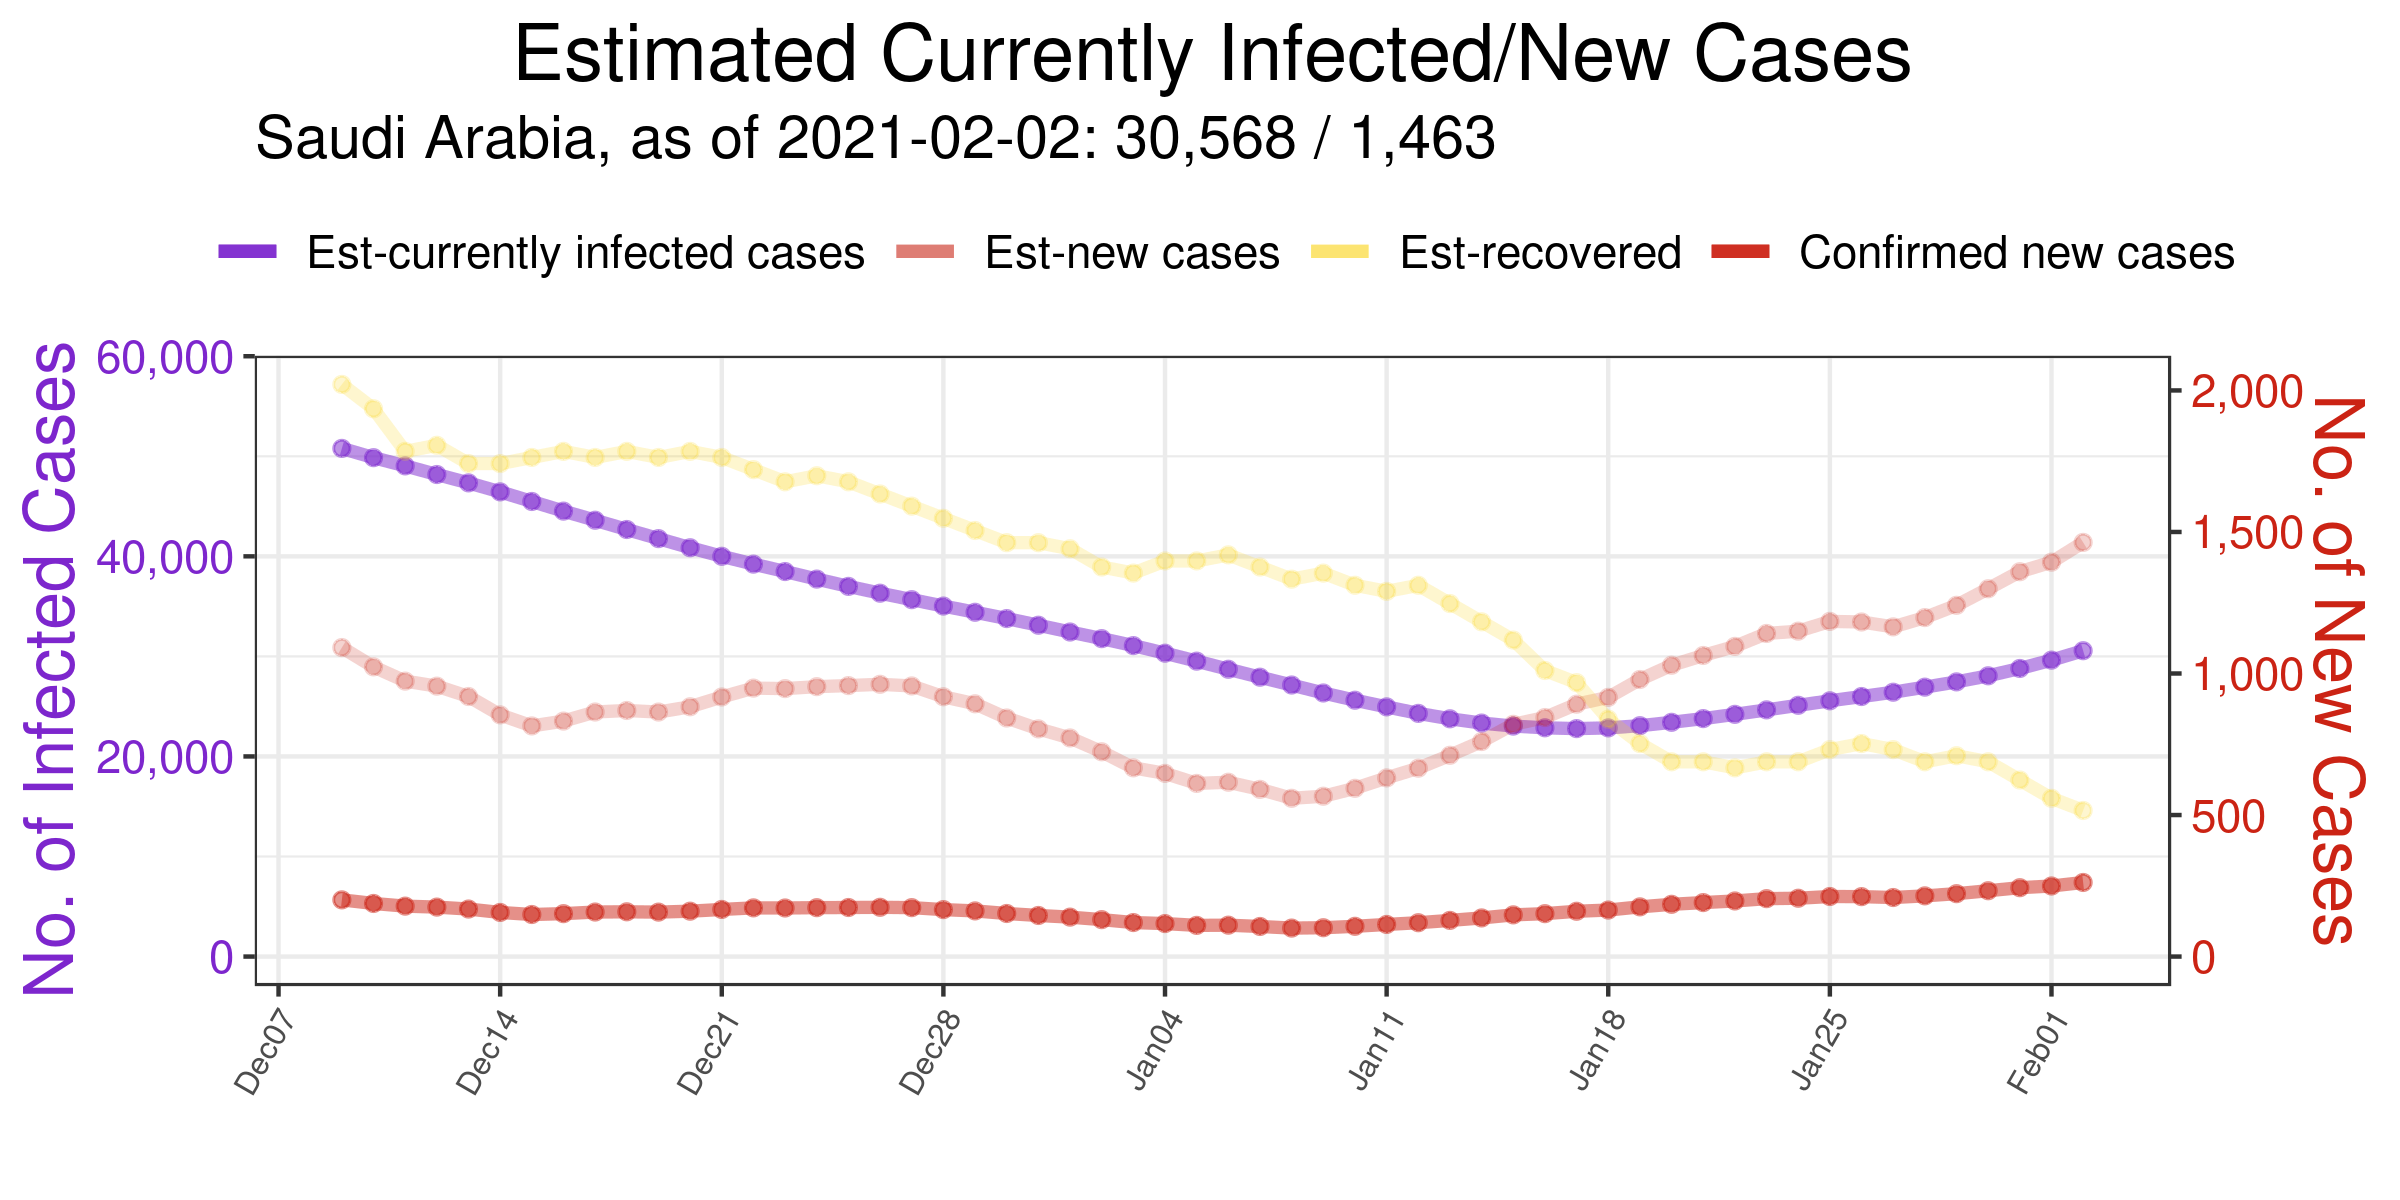 Estimated Currently Infected/New Cases
Saudi Arabia, as of 2021-02-02: 30,568 / 1,463
Est-currently infected cases Est-new cases Est-recovered Confirmed new cases
No. of Infected Cases
60,000
40,000
20,000
0
2,000
1,500
1,000
500
0
No. of New Cases
Dec07 Dec14 Dec21 Dec28 Jan04 Jan11 Jan18 Jan25 Feb01